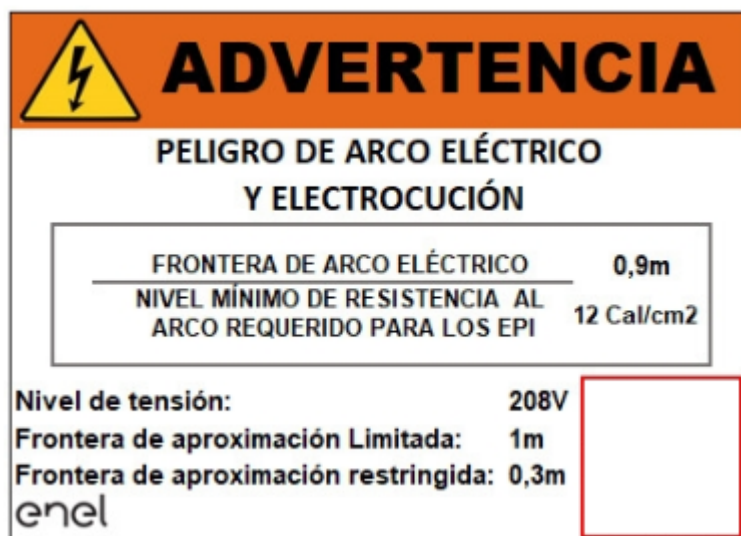 ADVERTENCIA
PELIGRO DE ARCO ELÉCTRICO
Y ELECTROCUCIÓN
FRONTERA DE ARCO ELÉCTRICO 0,9m
NIVEL MÍNIMO DE RESISTENCIA AL
ARCO REQUERIDO PARA LOS EPI 12 Cal/cm2
Nivel de tensión: 208V
Frontera de aproximación Limitada: 1m
Frontera de aproximación restringida: 0,3m
enel